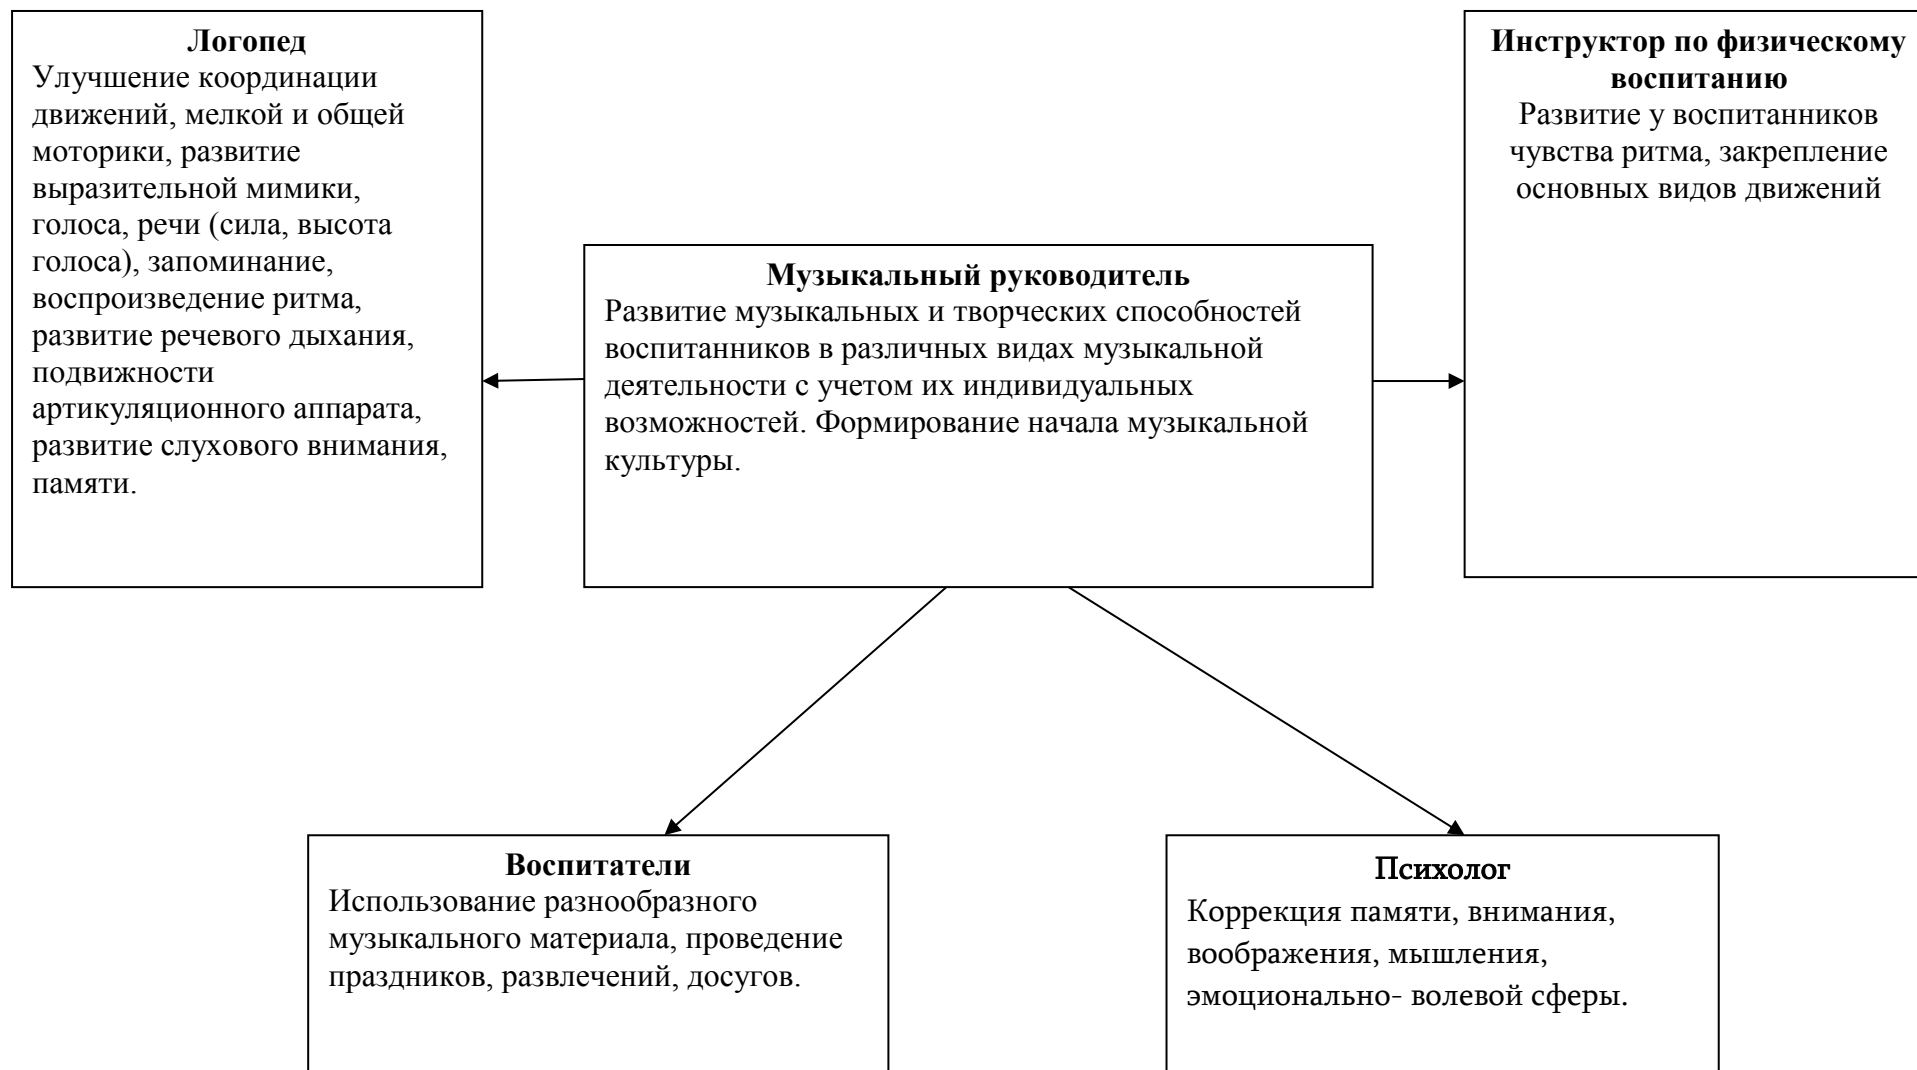 Логопед
Улучшение координации
движений, мелкой и общей
моторики, развитие
выразительной мимики,
голоса, речи (сила, высота
голоса), запоминание,
воспроизведение ритма,
развитие речевого дыхания,
подвижности
артикуляционного аппарата,
развитие слухового внимания,
памяти.
Музыкальный руководитель
Развитие музыкальных и творческих способностей
воспитанников в различных видах музыкальной
деятельности с учетом их индивидуальных
возможностей. Формирование начала музыкальной
культуры.
Инструктор по физическому
воспитанию
Развитие у воспитанников
чувства ритма, закрепление
основных видов движений
Воспитатели
Использование разнообразного
музыкального материала, проведение
праздников, развлечений, досугов.
Психолог
Коррекция памяти, внимания,
воображения, мышления,
эмоционально- волевой сферы.